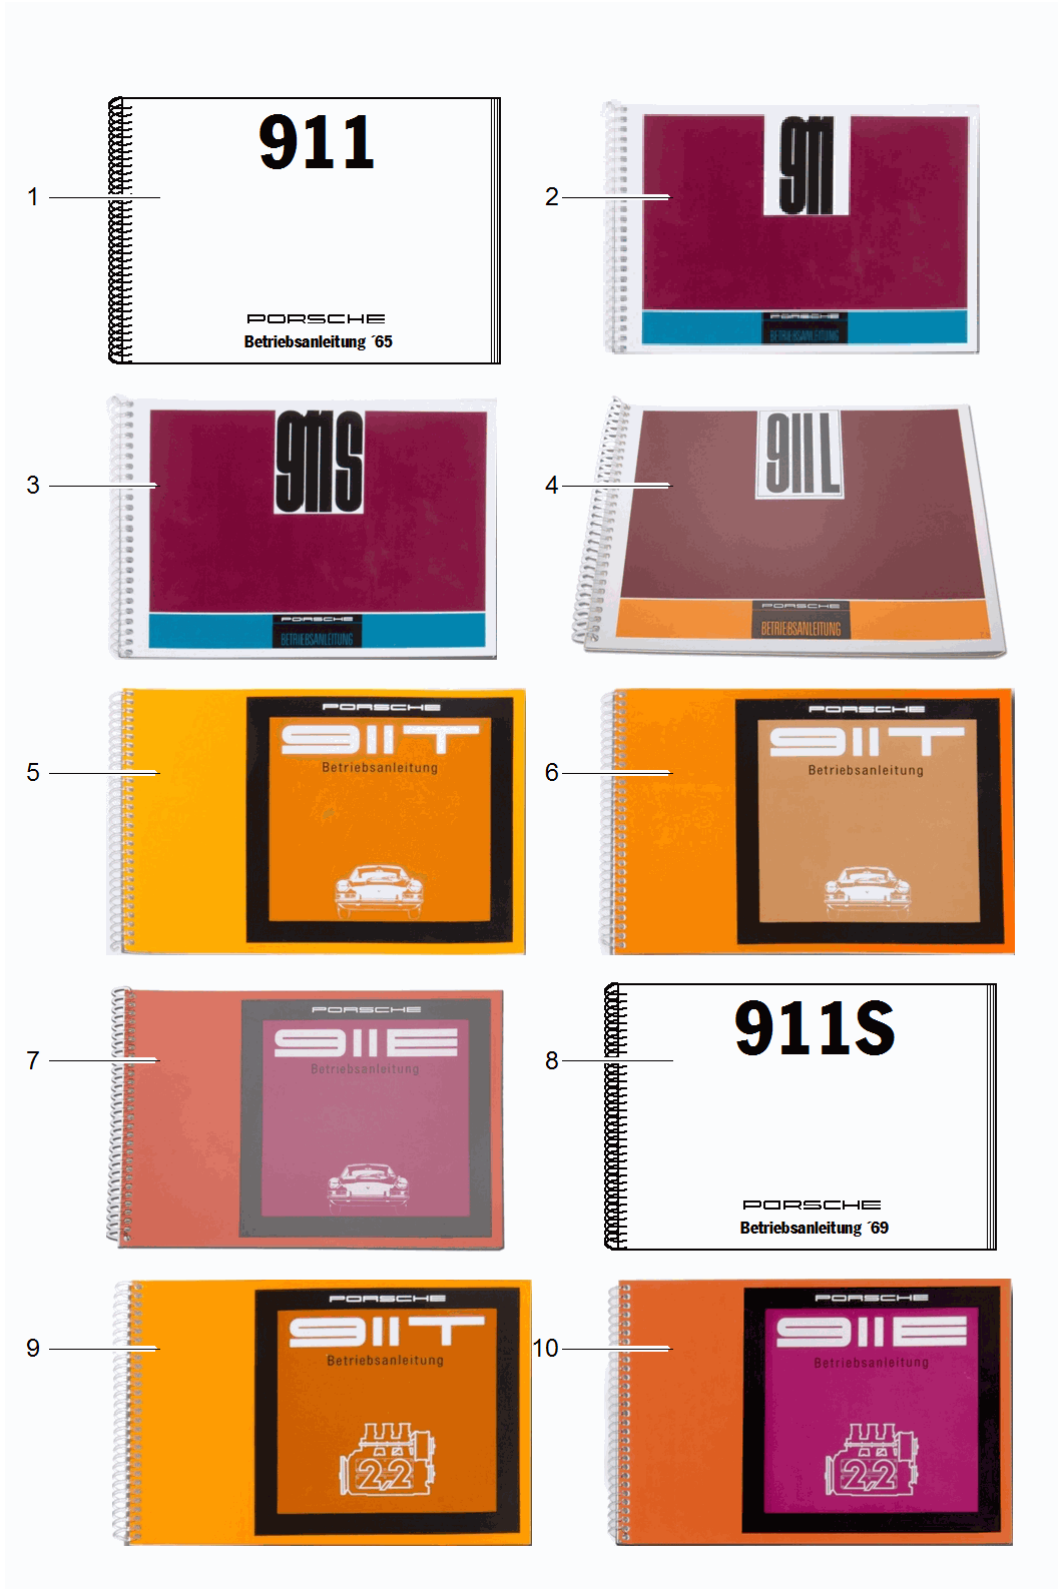 1
911
PORSCHE
Betriebsanleitung ´65
2
911
PORSCHE
BETRIEBSANLEITUNG
3
911S
PORSCHE
BETRIEBSANLEITUNG
4
911L
PORSCHE
BETRIEBSANLEITUNG
5
PORSCHE
911T
Betriebsanleitung
6
PORSCHE
911T
Betriebsanleitung
7
PORSCHE
911E
Betriebsanleitung
8
911S
PORSCHE
Betriebsanleitung ´69
9
PORSCHE
911T
Betriebsanleitung
2,2
10
PORSCHE
911E
Betriebsanleitung
2,2